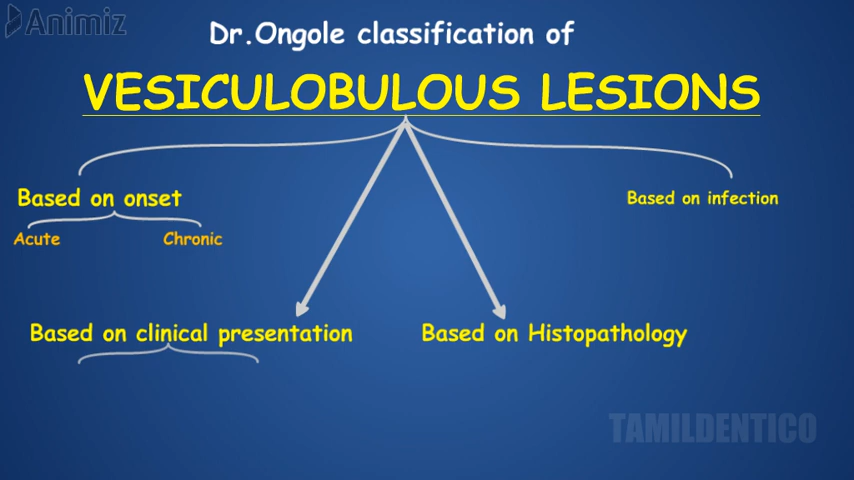 Animiz
Dr.Ongole classification of
VESICULOBULOUS LESIONS
Based on onset
Based on infection
Acute
Chronic
Based on clinical presentation
Based on Histopathology
TAMILDENTICO